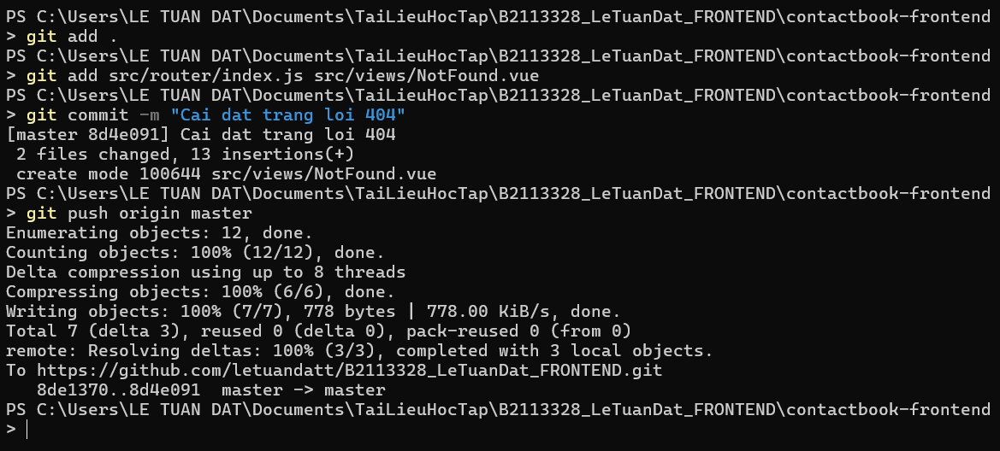 PS C:\Users\LE TUAN DAT\Documents\TaiLieuHocTap\B2113328_LeTuanDat_FRONTEND\contactbook-frontend
> git add .
PS C:\Users\LE TUAN DAT\Documents\TaiLieuHocTap\B2113328_LeTuanDat_FRONTEND\contactbook-frontend
> git add src/router/index.js src/views/NotFound.vue
PS C:\Users\LE TUAN DAT\Documents\TaiLieuHocTap\B2113328_LeTuanDat_FRONTEND\contactbook-frontend
> git commit -m "Cai dat trang loi 404"
[master 8d4e091] Cai dat trang loi 404
 2 files changed, 13 insertions(+)
 create mode 100644 src/views/NotFound.vue
PS C:\Users\LE TUAN DAT\Documents\TaiLieuHocTap\B2113328_LeTuanDat_FRONTEND\contactbook-frontend
> git push origin master
Enumerating objects: 12, done.
Counting objects: 100% (12/12), done.
Delta compression using up to 8 threads
Compressing objects: 100% (6/6), done.
Writing objects: 100% (7/7), 778 bytes | 778.00 KiB/s, done.
Total 7 (delta 3), reused 0 (delta 0), pack-reused 0 (from 0)
remote: Resolving deltas: 100% (3/3), completed with 3 local objects.
To https://github.com/letuandatt/B2113328_LeTuanDat_FRONTEND.git
   8de1370..8d4e091  master -> master
PS C:\Users\LE TUAN DAT\Documents\TaiLieuHocTap\B2113328_LeTuanDat_FRONTEND\contactbook-frontend
>